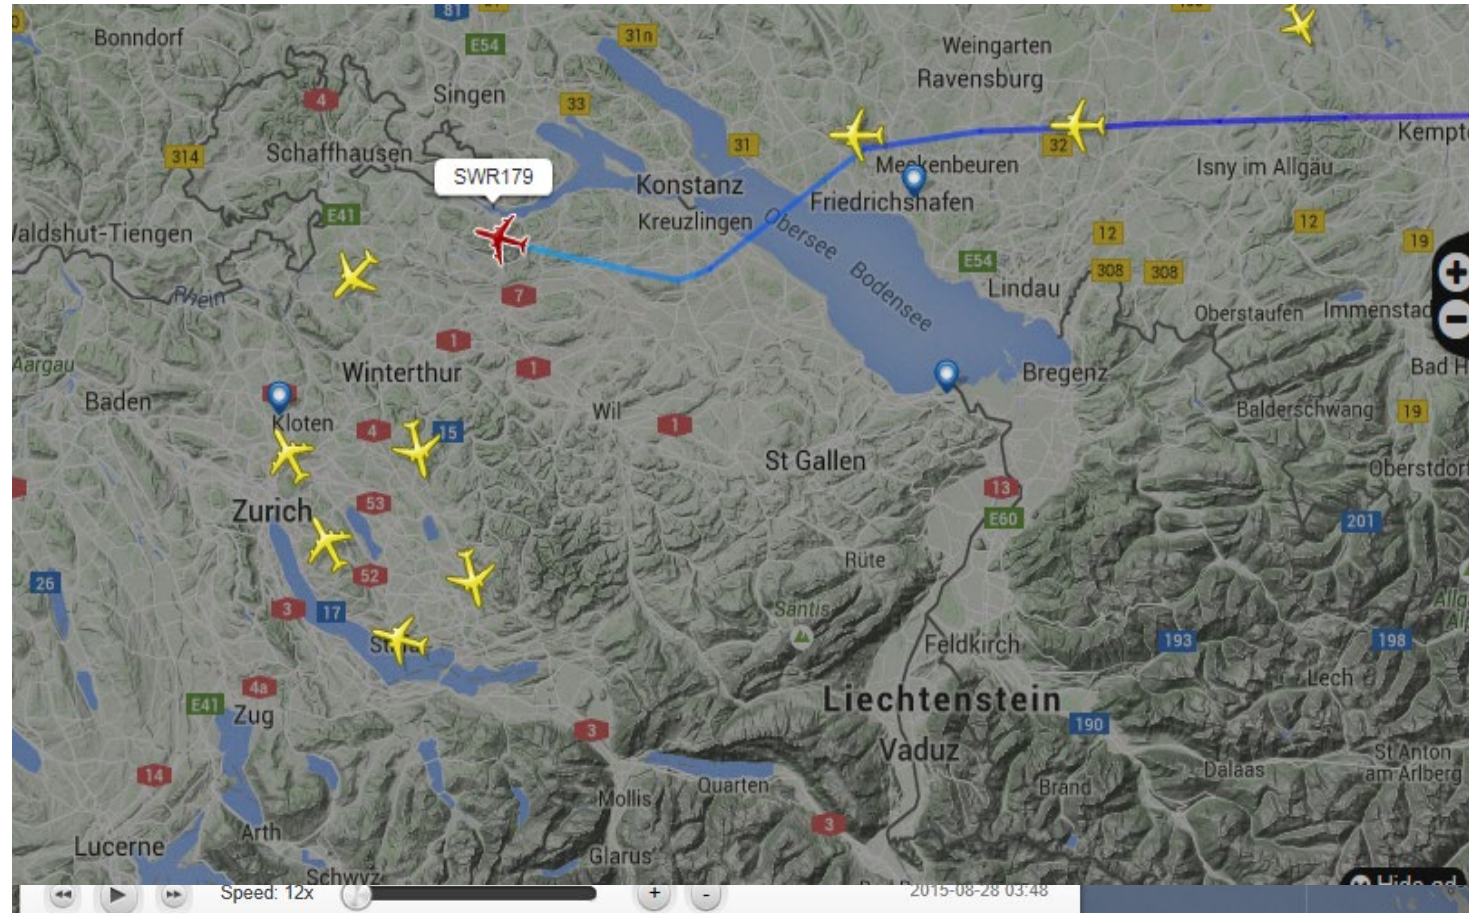 81
31n
Bonndorf
E54
Weingarten
Ravensburg
Singen
4
33
314
Schaffhausen
31
32
Kempt
Meckenbeuren
Isny im Allgäu
SWR179
Konstanz
Friedrichshafen
E41
Kreuzlingen
Obersee
12
12
19
Waldshut-Tiengen
E54
308
308
Bodensee
Lindau
Rhein
7
Oberstaufen
Immenstad
1
Aargau
1
Winterthur
Bregenz
Bad H
Baden
Wil
Balderschwang
19
Kloten
4
15
1
St Gallen
Oberstdorf
13
53
Zurich
E60
201
Rüte
26
52
3
17
Säntis
Feldkirch
193
198
4a
Lech
E41
Zug
Liechtenstein
3
190
Vaduz
St Anton
am Arlberg
14
Quarten
Dalaas
Brand
Mollis
3
Arth
Lucerne
Glarus
Schwyz
Hide ad
Speed: 12x
+
-
2015-08-28 03:48